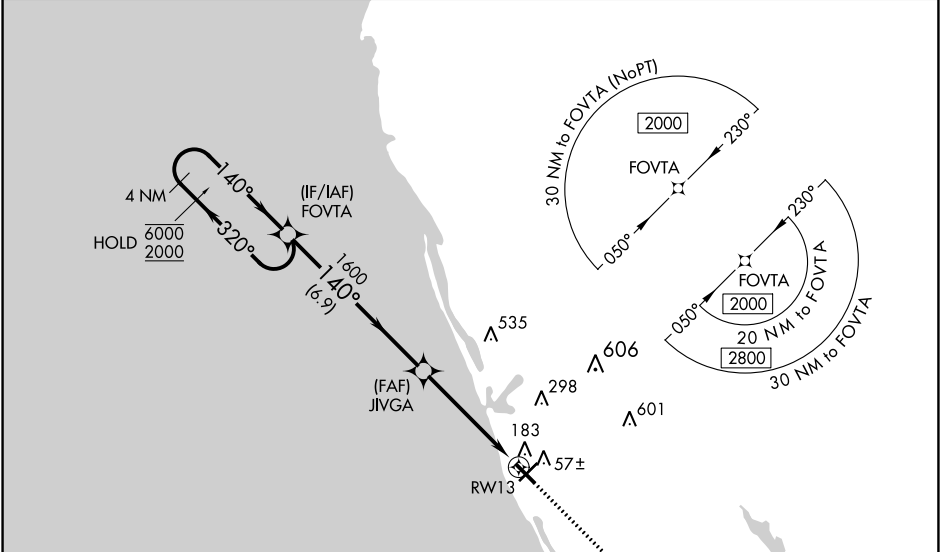 30 NM to FOVTA (NoPT)
2000
230°
FOVTA
050°
230°
FOVTA
2000
050°
20 NM to FOVTA
2800
30 NM to FOVTA
140°
4 NM
(IF/IAF)
FOVTA
HOLD
6000
2000
320°
1600
140°
(6.9)
(FAF)
JIVGA
535
606
298
601
183
57±
RW13